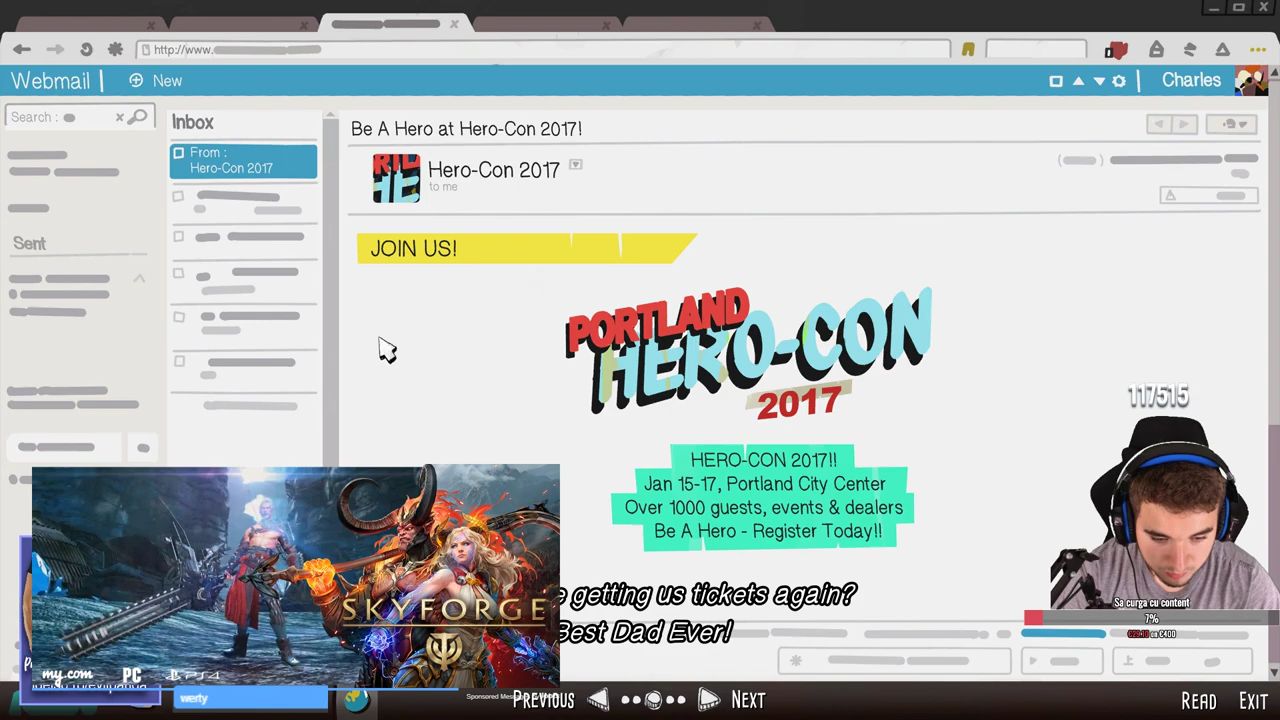 http://www.
Webmail
New
Charles
Search :
Inbox
Be A Hero at Hero-Con 2017!
From :
Hero-Con 2017
Hero-Con 2017
to me
Sent
JOIN US!
PORTLAND
HERO-CON
2017
117515
HERO-CON 2017!!
Jan 15-17, Portland City Center
Over 1000 guests, events & dealers
Be A Hero - Register Today!!
getting us tickets again?
Best Dad Ever!
Sa curga cu content
7%
on €400
SKYFORGE
my.com
PC
PS4
werty
Previous
Next
Read
Exit